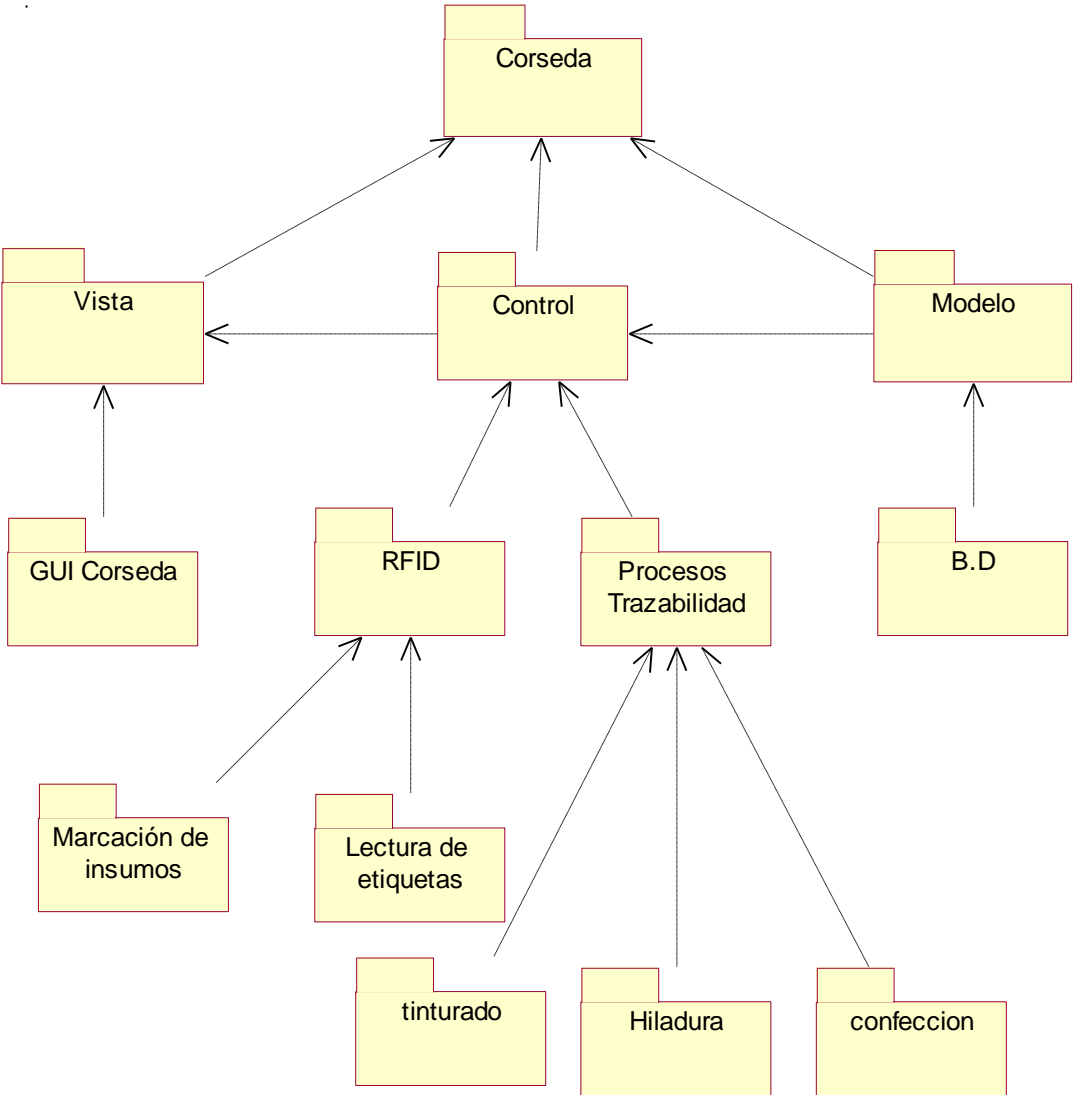 Corseda
Vista
Control
Modelo
GUI Corseda
RFID
Procesos
Trazabilidad
B.D
Marcación de
insumos
Lectura de
etiquetas
tinturado
Hiladura
confeccion